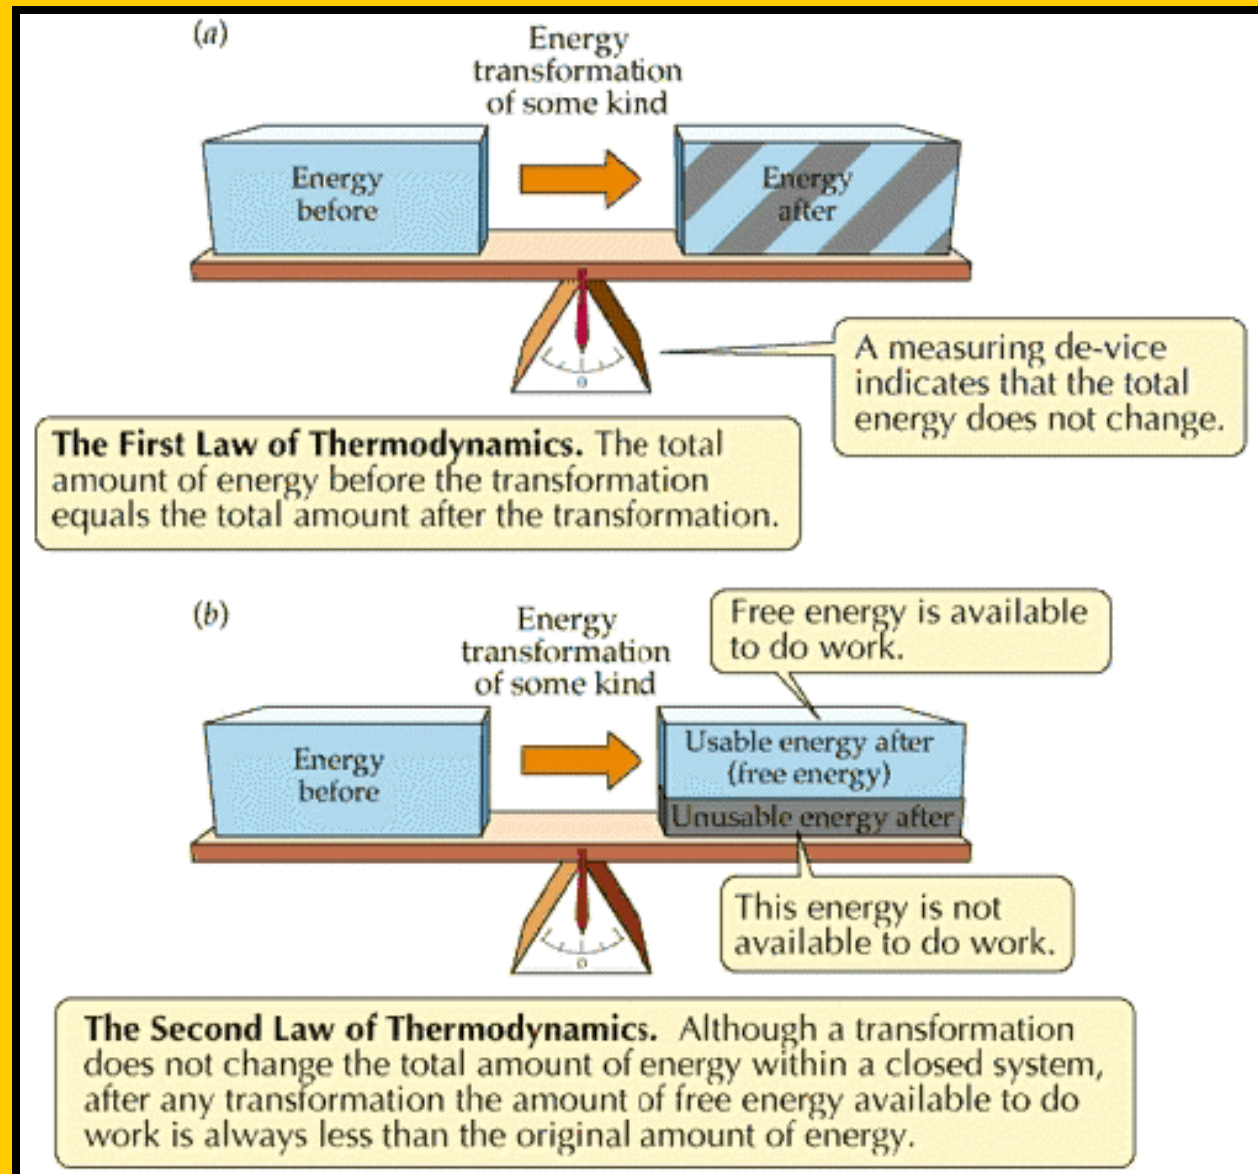 (a)
Energy
transformation
of some kind
Energy
before
Energy
after
0
A measuring de-vice
indicates that the total
energy does not change.
The First Law of Thermodynamics. The total
amount of energy before the transformation
equals the total amount after the transformation.
(b)
Energy
transformation
of some kind
Free energy is available
to do work.
Energy
before
Usable energy after
(free energy)
Unusable energy after
0
This energy is not
available to do work.
The Second Law of Thermodynamics. Although a transformation
does not change the total amount of energy within a closed system,
after any transformation the amount of free energy available to do
work is always less than the original amount of energy.